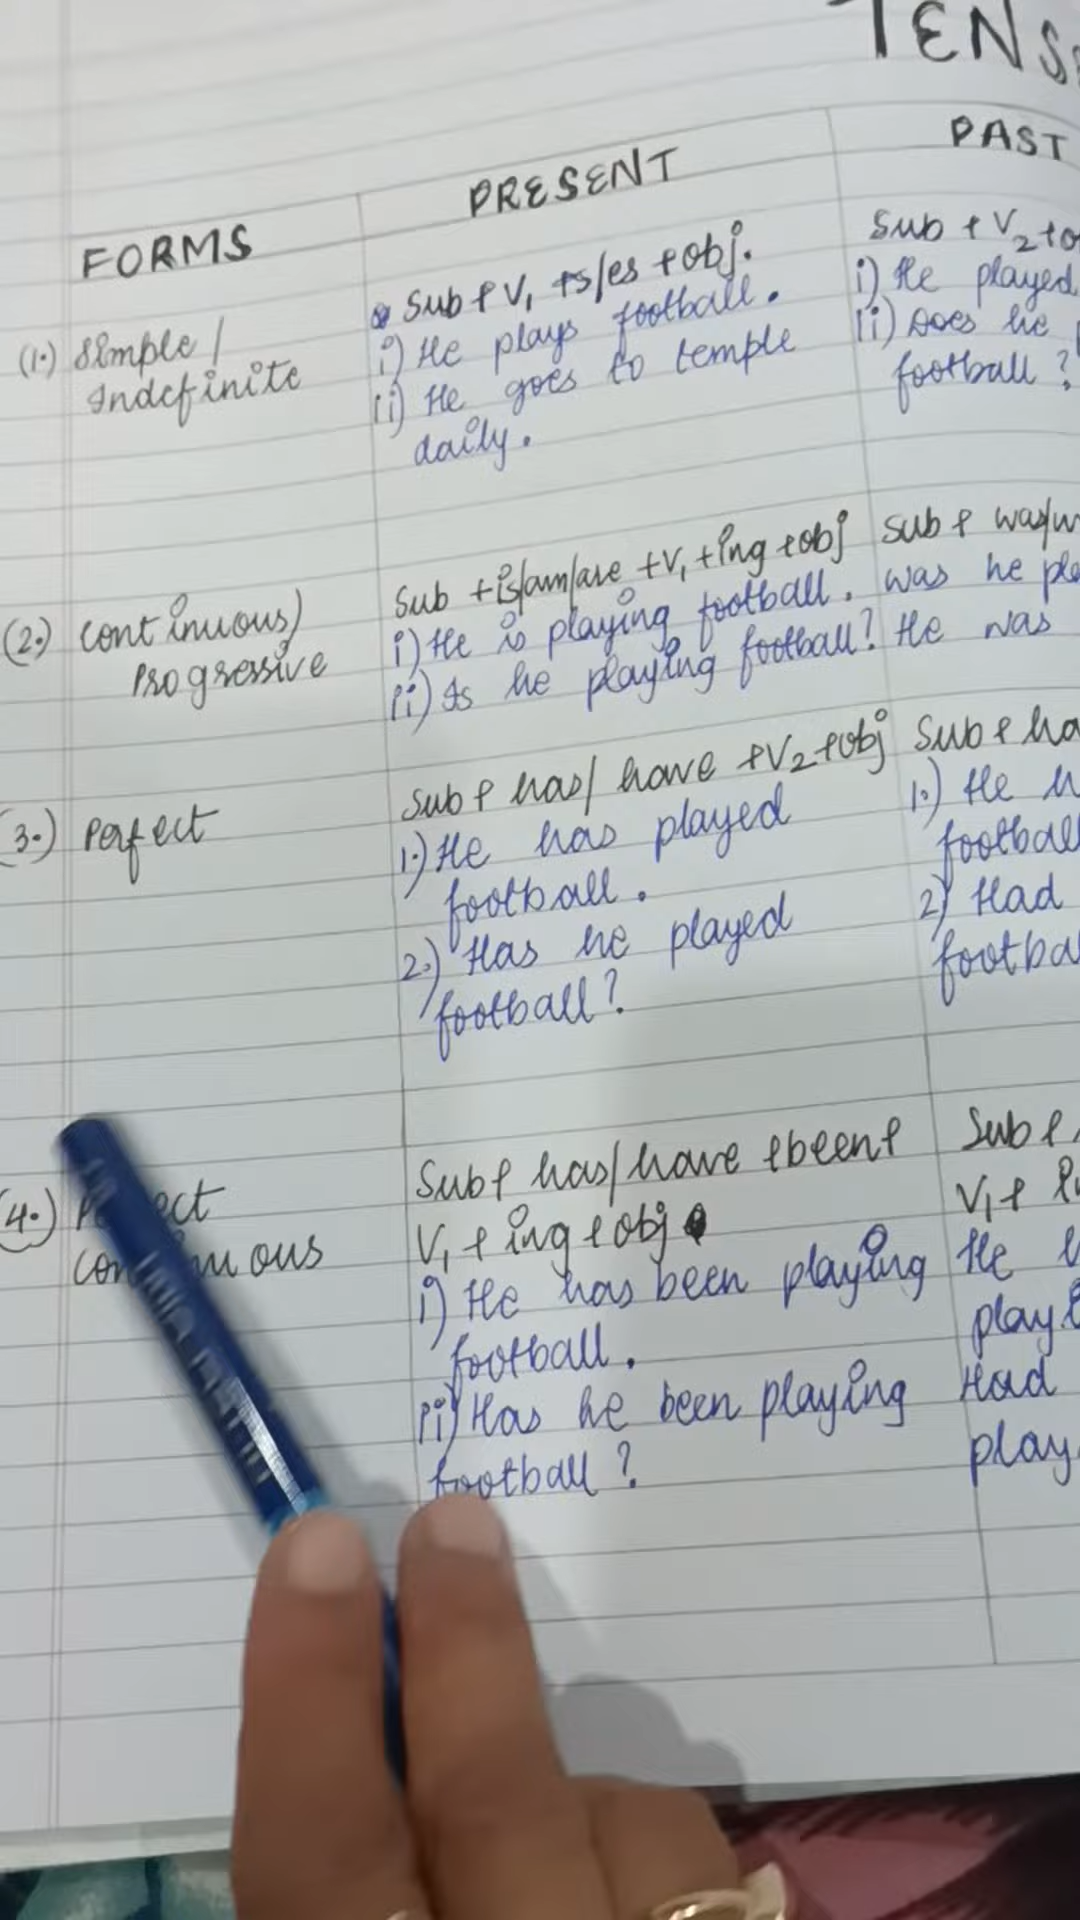 TENS
FORMS
PRESENT
PAST
(1.) Simple /
Indefinite
Sub + V1 +s/es + obj.
i) He plays football.
ii) He goes to temple
daily.
Sub + V2 + o
i) He played
ii) Does he
football ?
(2.) continuous /
Progressive
Sub + is/am/are + V1 + ing + obj
i) He is playing football.
ii) Is he playing football?
Sub + was/w
Was he pl
He was
(3.) Perfect
Sub + has/ have + V2 + obj
1.) He has played
football.
2.) Has he played
football?
Sub + ha
1.) He h
football
2) Had
footba
(4.) ct
con nuous
Sub + has/have + been +
V1 + ing + obj
i) He has been playing
football.
ii) Has he been playing
football ?
Sub +
V1 +
He
play
Had
play